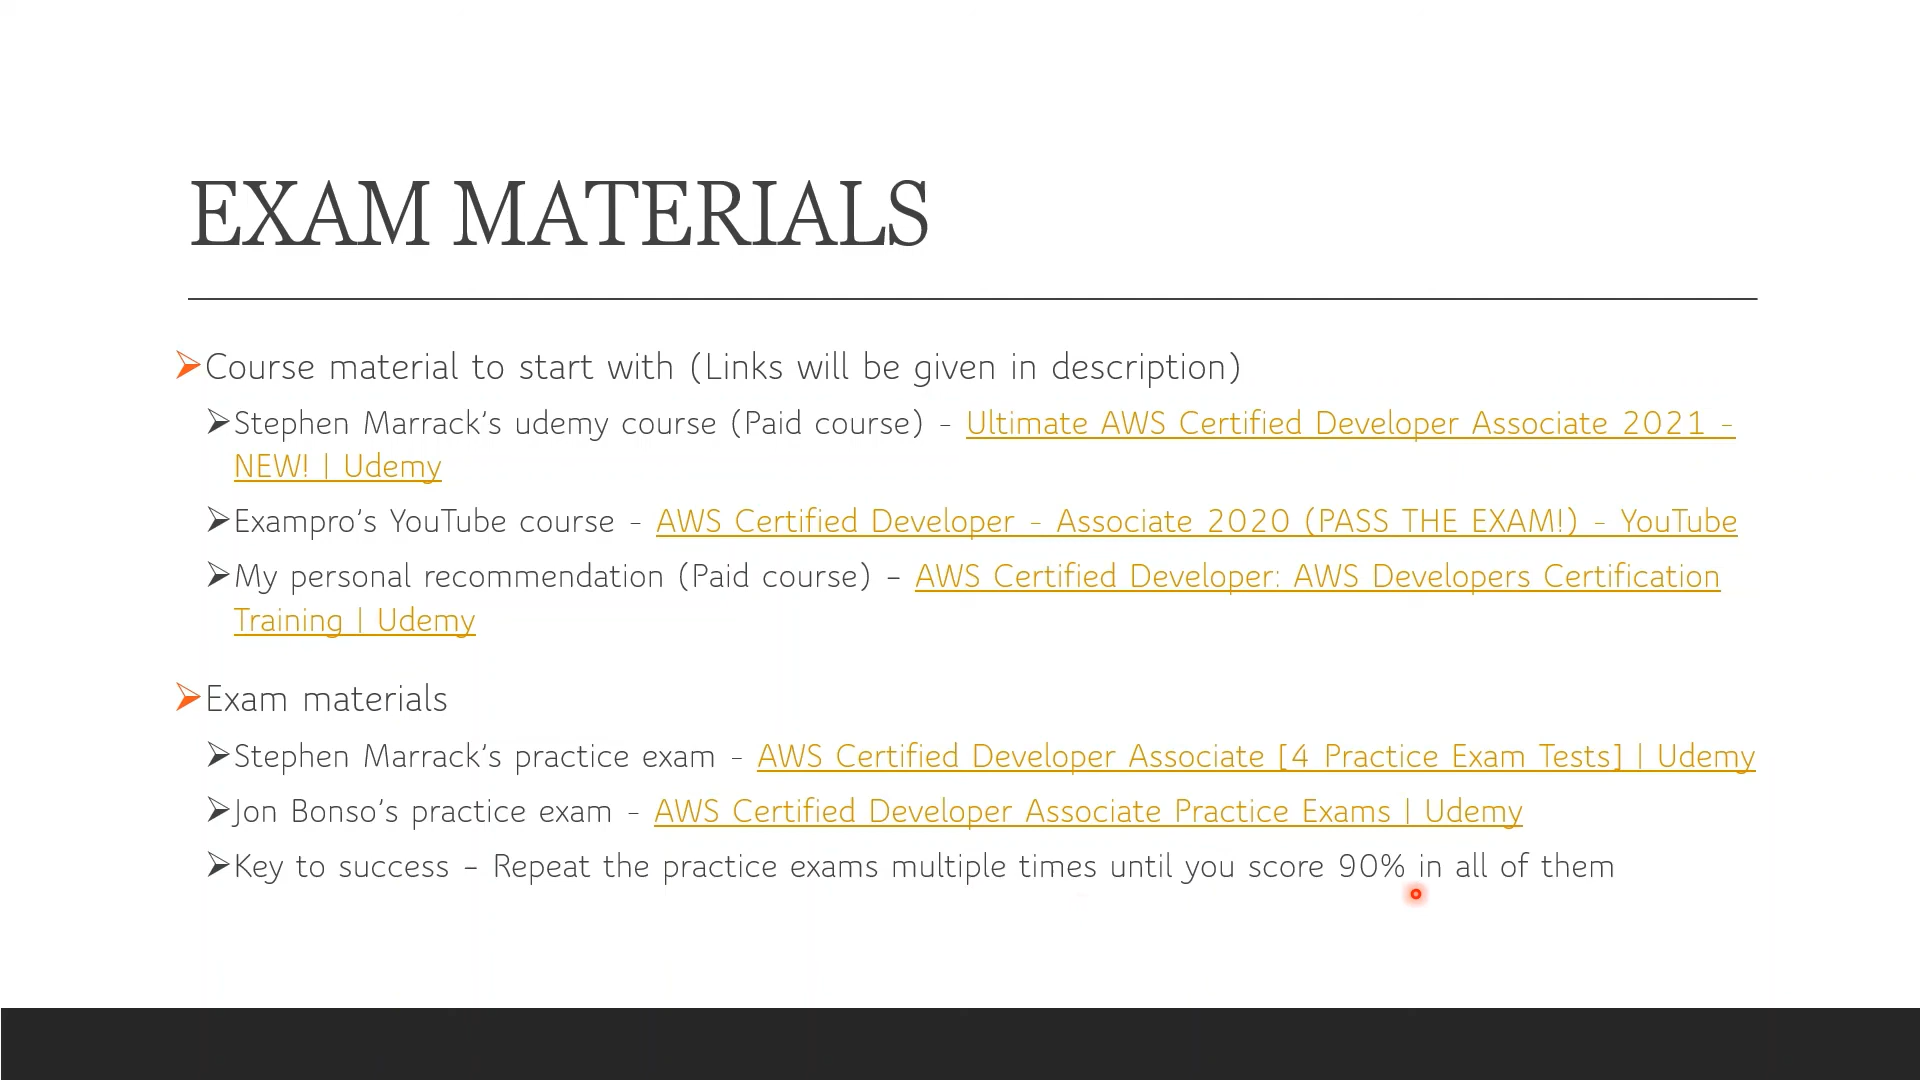 EXAM MATERIALS
Course material to start with (Links will be given in description)
Stephen Marrack’s udemy course (Paid course) - Ultimate AWS Certified Developer Associate 2021 -
NEW! | Udemy
Exampro’s YouTube course - AWS Certified Developer - Associate 2020 (PASS THE EXAM!) - YouTube
My personal recommendation (Paid course) – AWS Certified Developer: AWS Developers Certification
Training | Udemy
Exam materials
Stephen Marrack’s practice exam - AWS Certified Developer Associate [4 Practice Exam Tests] | Udemy
Jon Bonso’s practice exam - AWS Certified Developer Associate Practice Exams | Udemy
Key to success – Repeat the practice exams multiple times until you score 90% in all of them